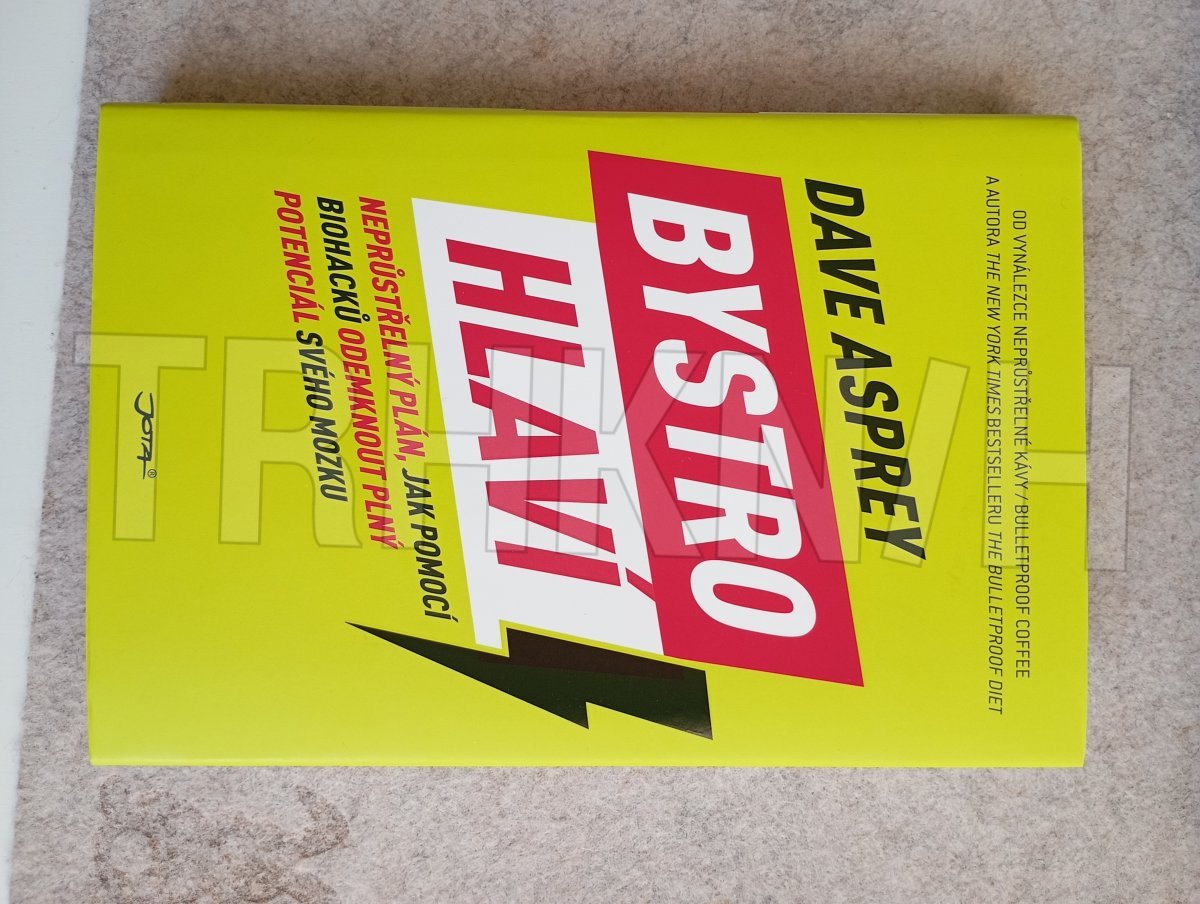 OD VYNÁLEZCE NEPRŮSTŘELNÉ KÁVY/BULLETPROOF COFFEE
A AUTORA THE NEW YORK TIMES BESTSELLERU THE BULLETPROOF DIET
DAVE ASPREY
BYSTRO
HLAVÍ
NEPRŮSTŘELNÝ PLÁN, JAK POMOCÍ
BIOHACKŮ ODEMKNOUT PLNÝ
POTENCIÁL SVÉHO MOZKU
JOTA®